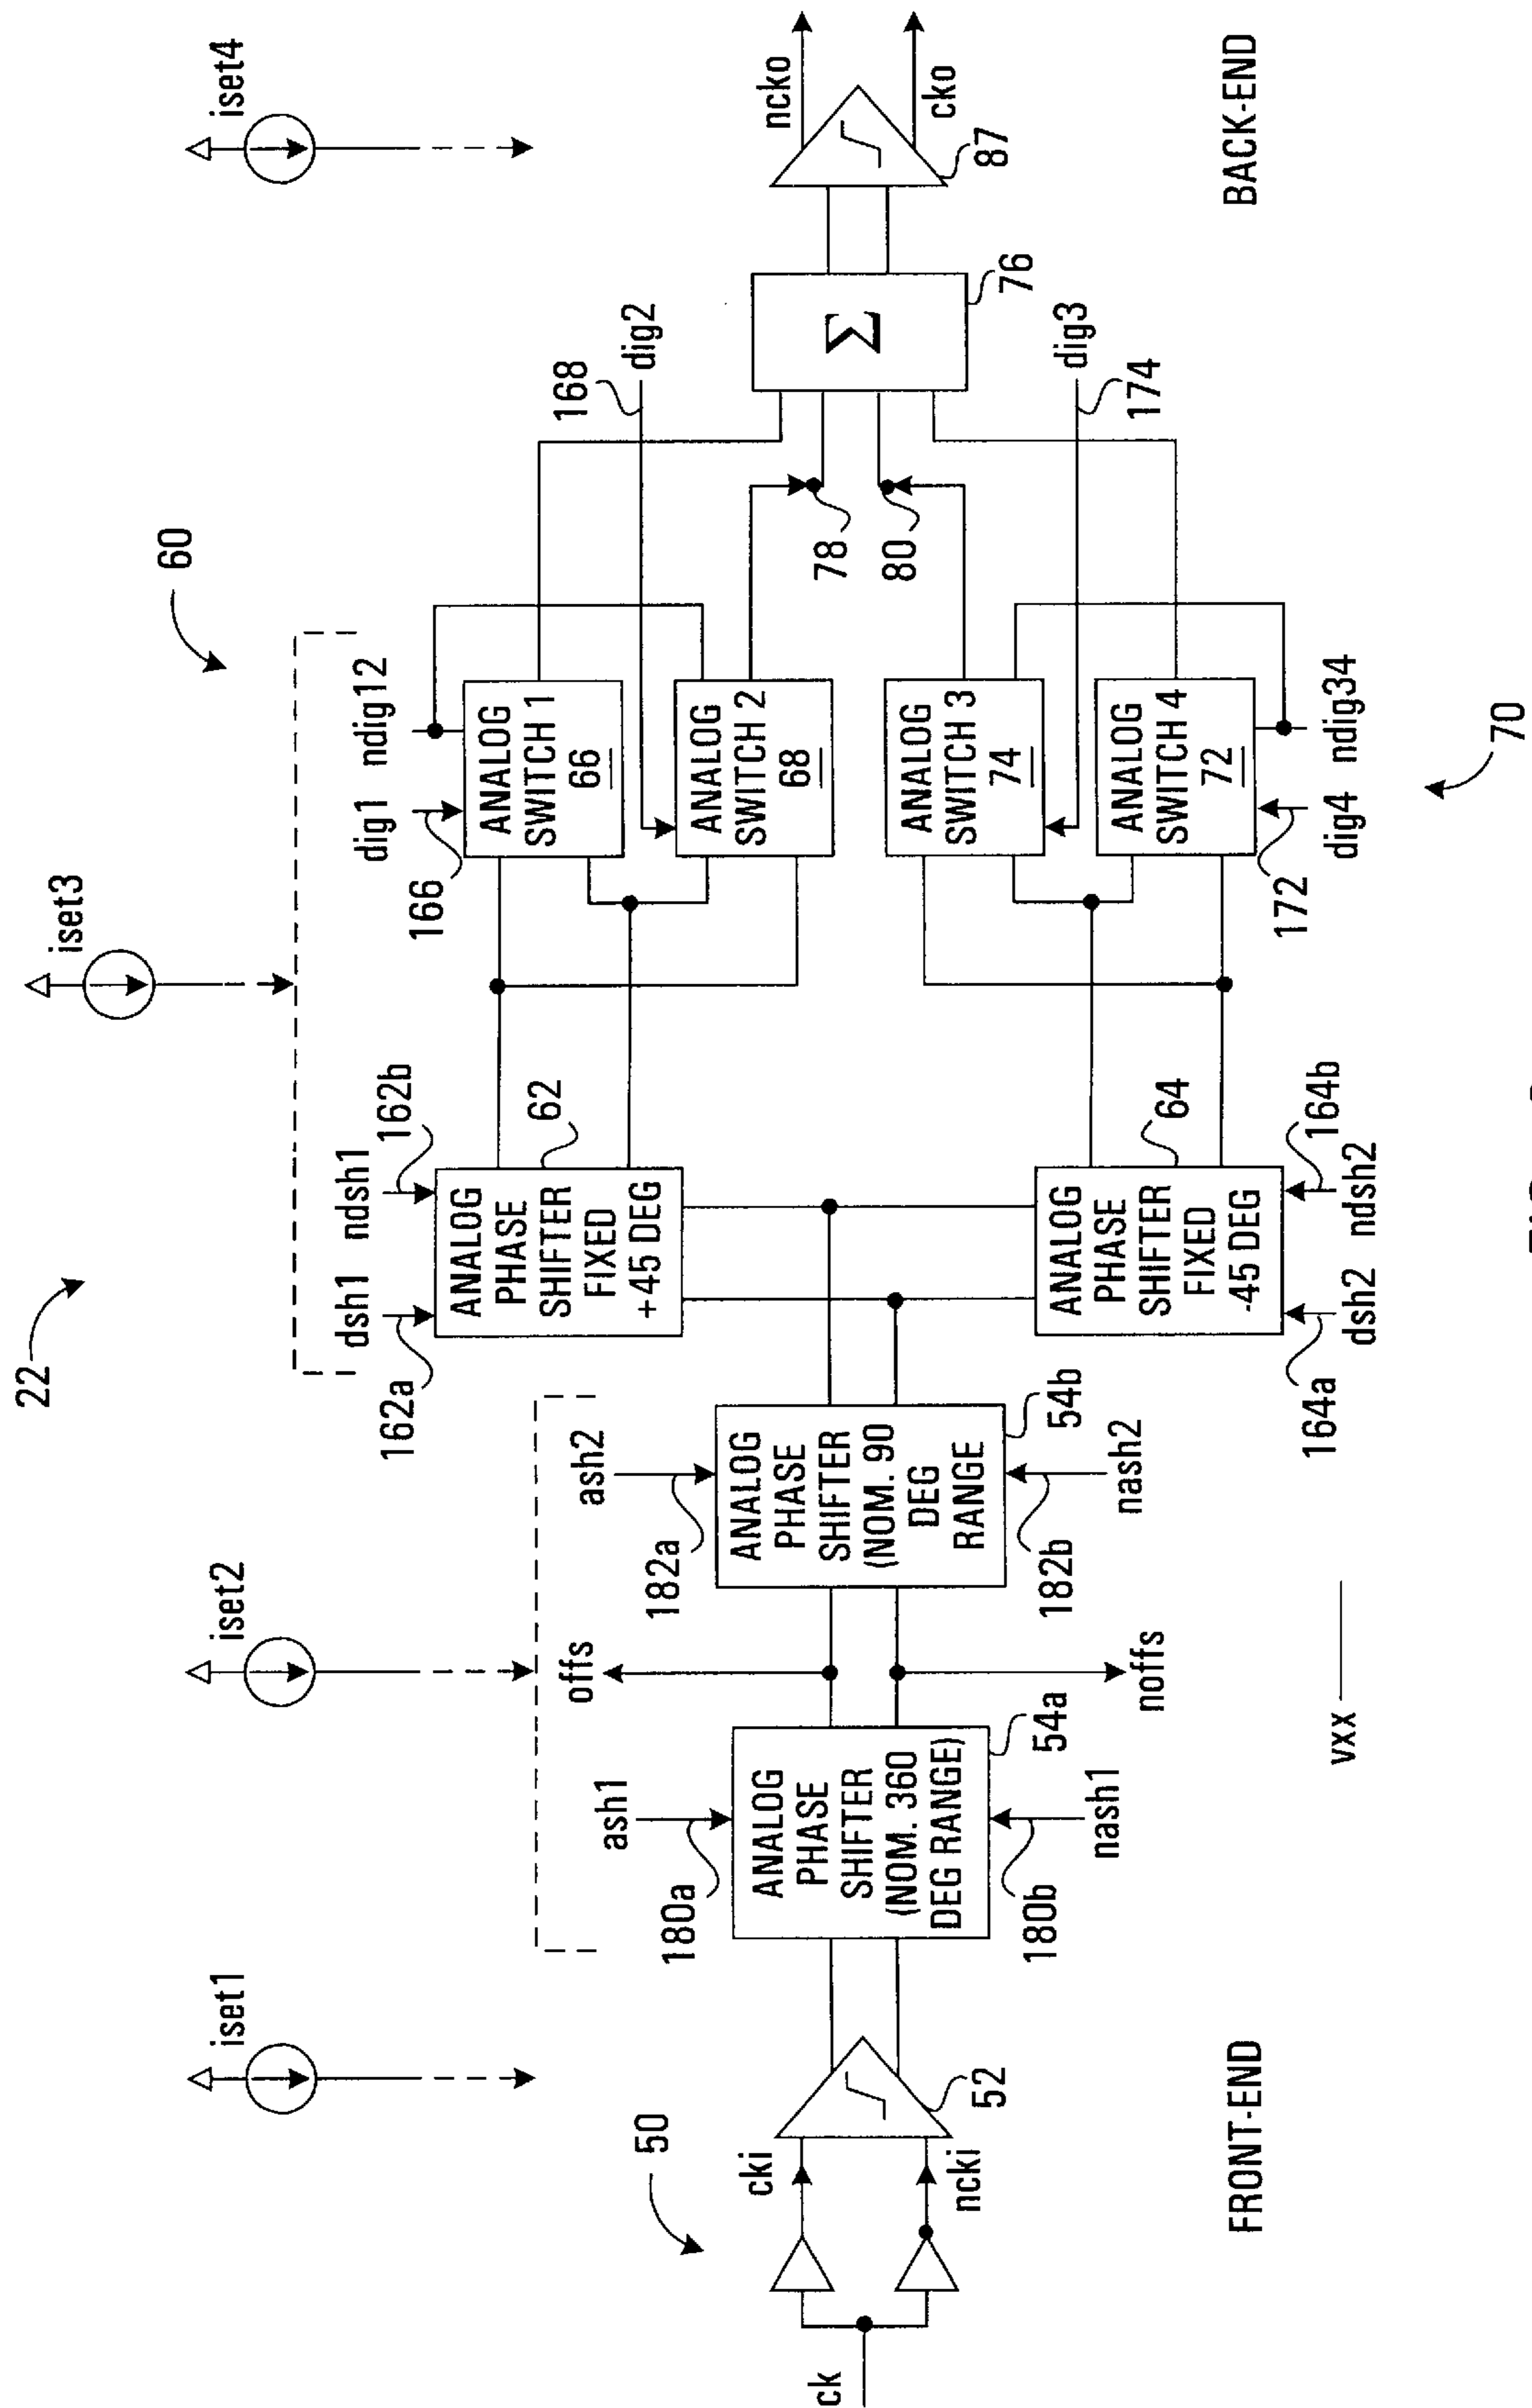 22
60
iset1
iset2
iset3
iset4
50
ck
cki
ncki
52
FRONT-END
ash1
180a
ANALOG
PHASE
SHIFTER
(NOM. 360
DEG RANGE)
54a
180b
nash1
offs
noffs
vxx
ash2
182a
ANALOG
PHASE
SHIFTER
(NOM. 90
DEG
RANGE
54b
182b
nash2
dsh1
ndsh1
162a
162b
ANALOG
PHASE
SHIFTER
FIXED
+45 DEG
62
64
ANALOG
PHASE
SHIFTER
FIXED
-45 DEG
164a
164b
dsh2
ndsh2
dig1
ndig12
166
ANALOG
SWITCH 1
66
ANALOG
SWITCH 2
68
ANALOG
SWITCH 3
74
ANALOG
SWITCH 4
72
172
dig4
ndig34
70
168
dig2
78
80
dig3
174
Σ
76
ncko
cko
87
BACK-END